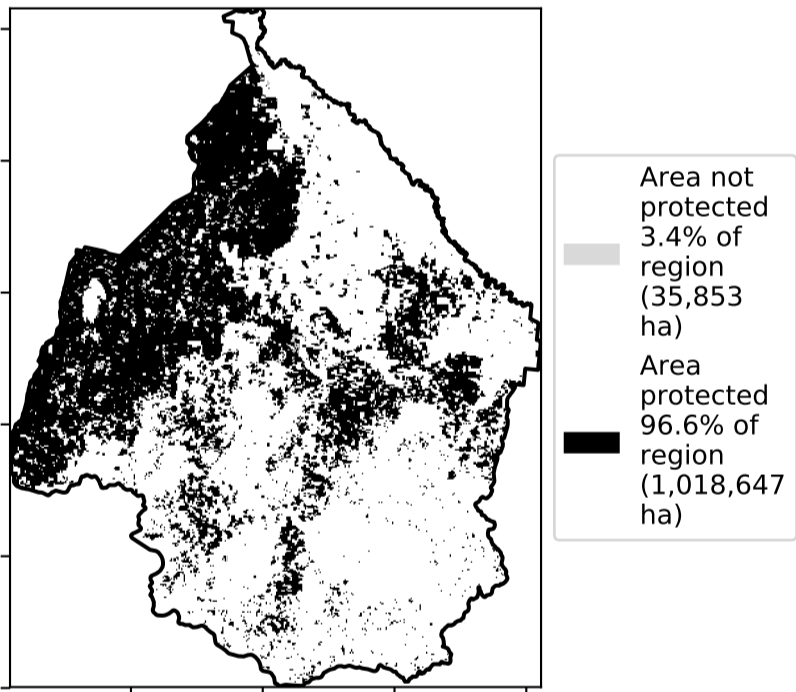 Area not
protected
3.4% of
region
(35,853
ha)
Area
protected
96.6% of
region
(1,018,647
ha)